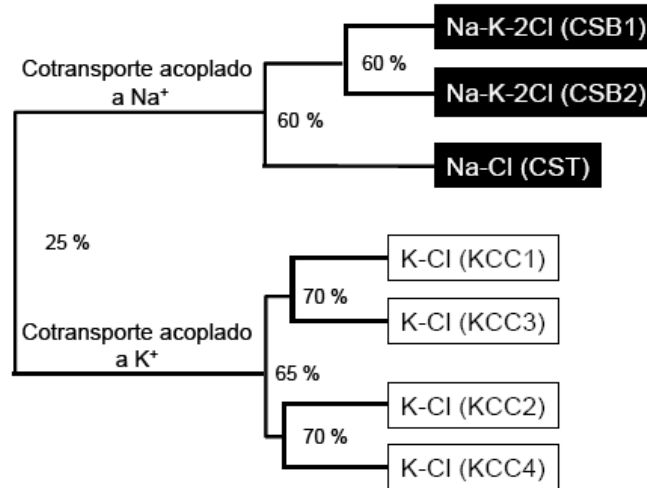 Na-K-2Cl (CSB1)
60 %
Na-K-2Cl (CSB2)
Cotransporte acoplado
a Na⁺
60 %
Na-Cl (CST)
25 %
K-Cl (KCC1)
70 %
K-Cl (KCC3)
Cotransporte acoplado
a K⁺
65 %
K-Cl (KCC2)
70 %
K-Cl (KCC4)